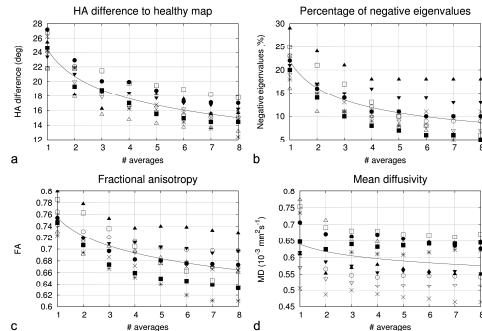 HA difference to healthy map
HA difference (deg)
28
26
24
22
20
18
16
14
12
1 2 3 4 5 6 7 8
# averages
a
Percentage of negative eigenvalues
Negative eigenvalues ,%)
30
25
20
15
10
5
1 2 3 4 5 6 7 8
# averages
b
Fractional anisotropy
FA
0.8
0.78
0.76
0.74
0.72
0.7
0.68
0.66
0.64
0.62
0.6
1 2 3 4 5 6 7 8
# averages
c
Mean diffusivity
MD (10⁻³ mm²s⁻¹)
0.8
0.75
0.7
0.65
0.6
0.55
0.5
0.45
1 2 3 4 5 6 7 8
# averages
d